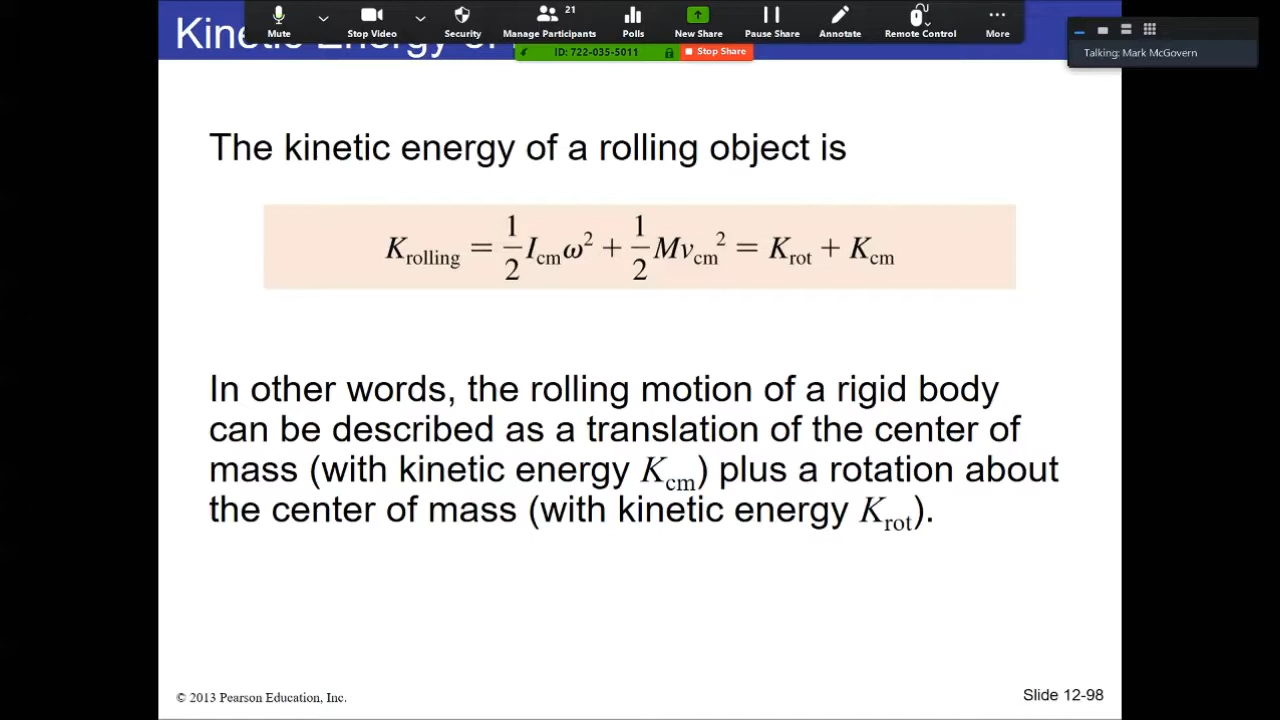 Mute
Stop Video
Security
21
Manage Participants
Polls
New Share
Pause Share
Annotate
Remote Control
More
ID: 722-035-5011
Stop Share
Talking: Mark McGovern
The kinetic energy of a rolling object is
K_rolling = 1/2 I_cm ω² + 1/2 M v_cm² = K_rot + K_cm
In other words, the rolling motion of a rigid body
can be described as a translation of the center of
mass (with kinetic energy K_cm) plus a rotation about
the center of mass (with kinetic energy K_rot).
© 2013 Pearson Education, Inc.
Slide 12-98